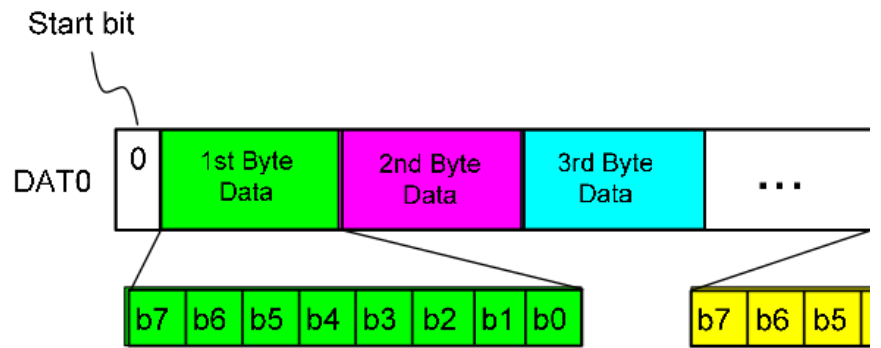 Start bit
DAT0
0
1st Byte
Data
2nd Byte
Data
3rd Byte
Data
...
b7 b6 b5 b4 b3 b2 b1 b0
b7 b6 b5